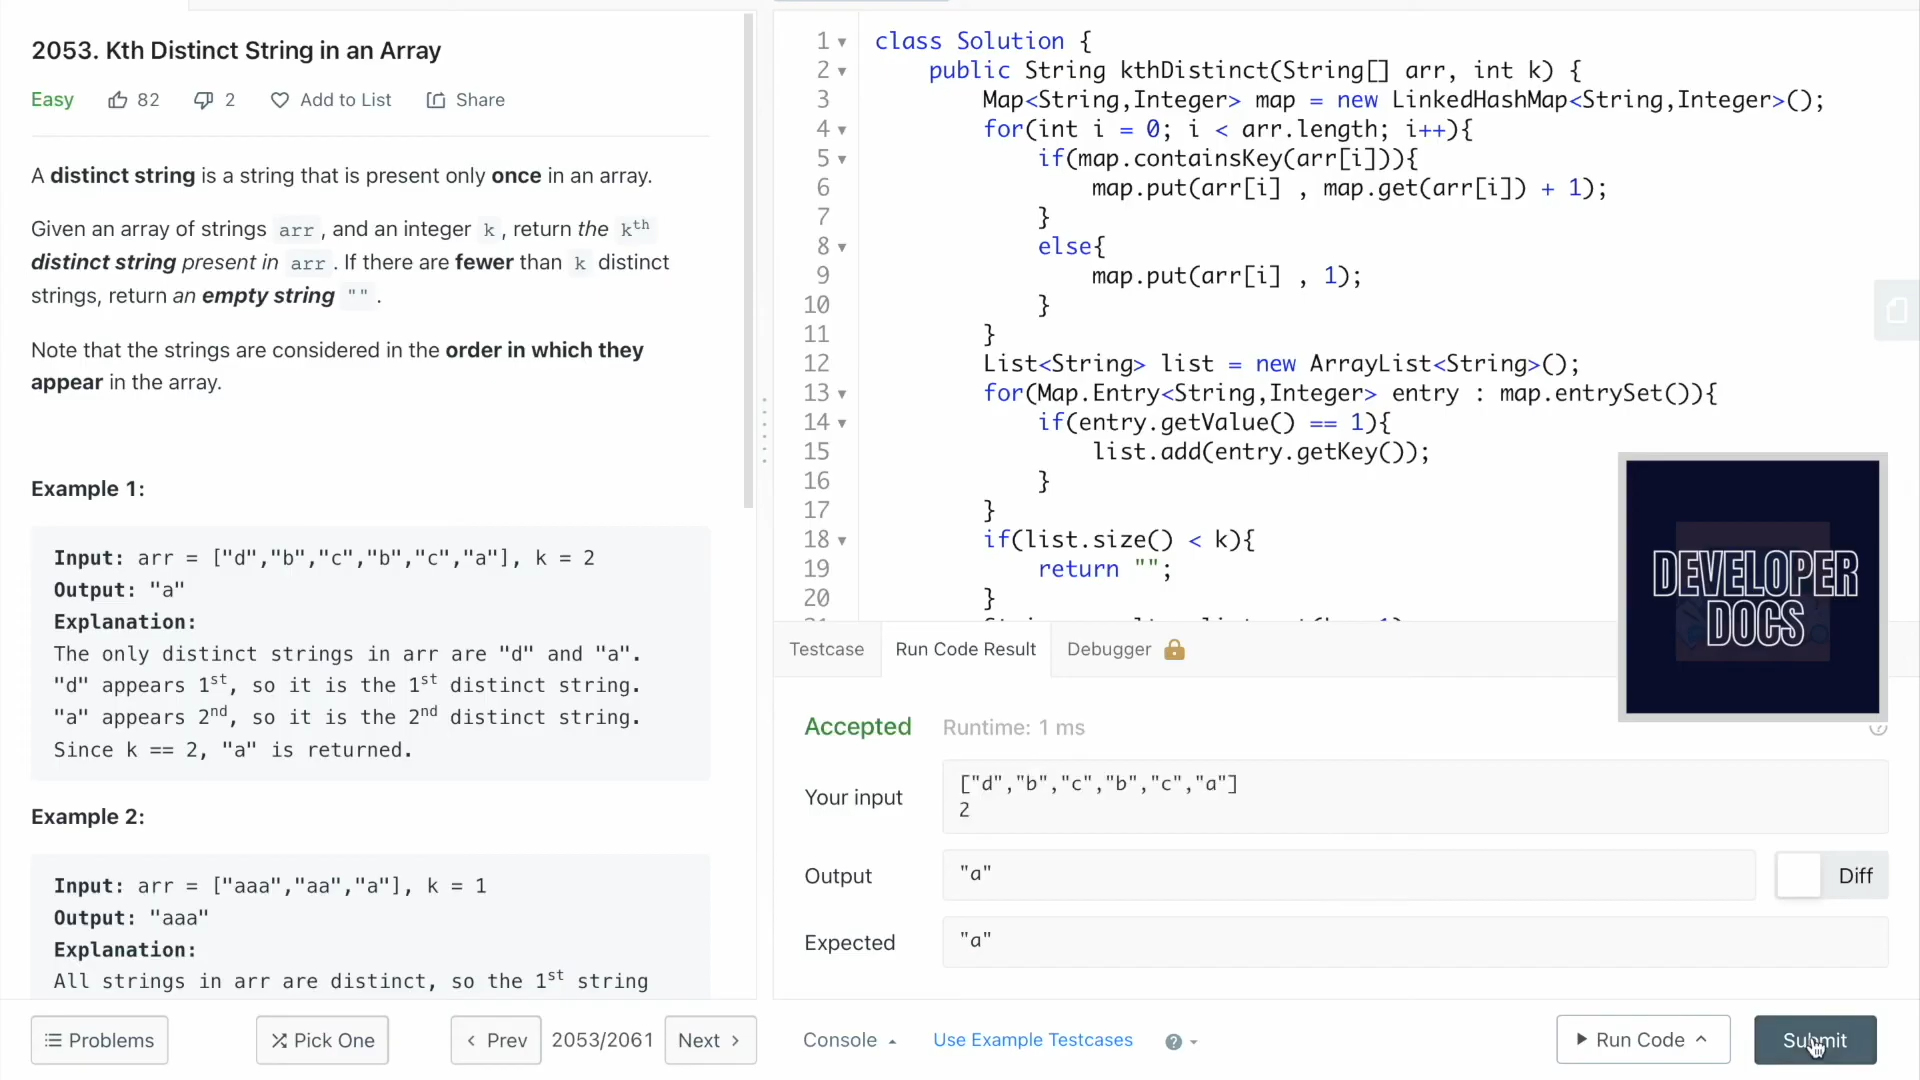 2053. Kth Distinct String in an Array
Easy 82 2 Add to List Share
A distinct string is a string that is present only once in an array.
Given an array of strings arr , and an integer k , return the kth
distinct string present in arr . If there are fewer than k distinct
strings, return an empty string "" .
Note that the strings are considered in the order in which they
appear in the array.
Example 1:
Input: arr = ["d","b","c","b","c","a"], k = 2
Output: "a"
Explanation:
The only distinct strings in arr are "d" and "a".
"d" appears 1st, so it is the 1st distinct string.
"a" appears 2nd, so it is the 2nd distinct string.
Since k == 2, "a" is returned.
Example 2:
Input: arr = ["aaa","aa","a"], k = 1
Output: "aaa"
Explanation:
All strings in arr are distinct, so the 1st string
Problems
Pick One
Prev
2053/2061
Next
1 class Solution {
2 public String kthDistinct(String[] arr, int k) {
3 Map<String,Integer> map = new LinkedHashMap<String,Integer>();
4 for(int i = 0; i < arr.length; i++){
5 if(map.containsKey(arr[i])){
6 map.put(arr[i] , map.get(arr[i]) + 1);
7 }
8 else{
9 map.put(arr[i] , 1);
10 }
11 }
12 List<String> list = new ArrayList<String>();
13 for(Map.Entry<String,Integer> entry : map.entrySet()){
14 if(entry.getValue() == 1){
15 list.add(entry.getKey());
16 }
17 }
18 if(list.size() < k){
19 return "";
20 }
DEVELOPER
DOCS
Testcase Run Code Result Debugger
Accepted Runtime: 1 ms
Your input
["d","b","c","b","c","a"]
2
Output "a" Diff
Expected "a"
Console Use Example Testcases ? Run Code Submit